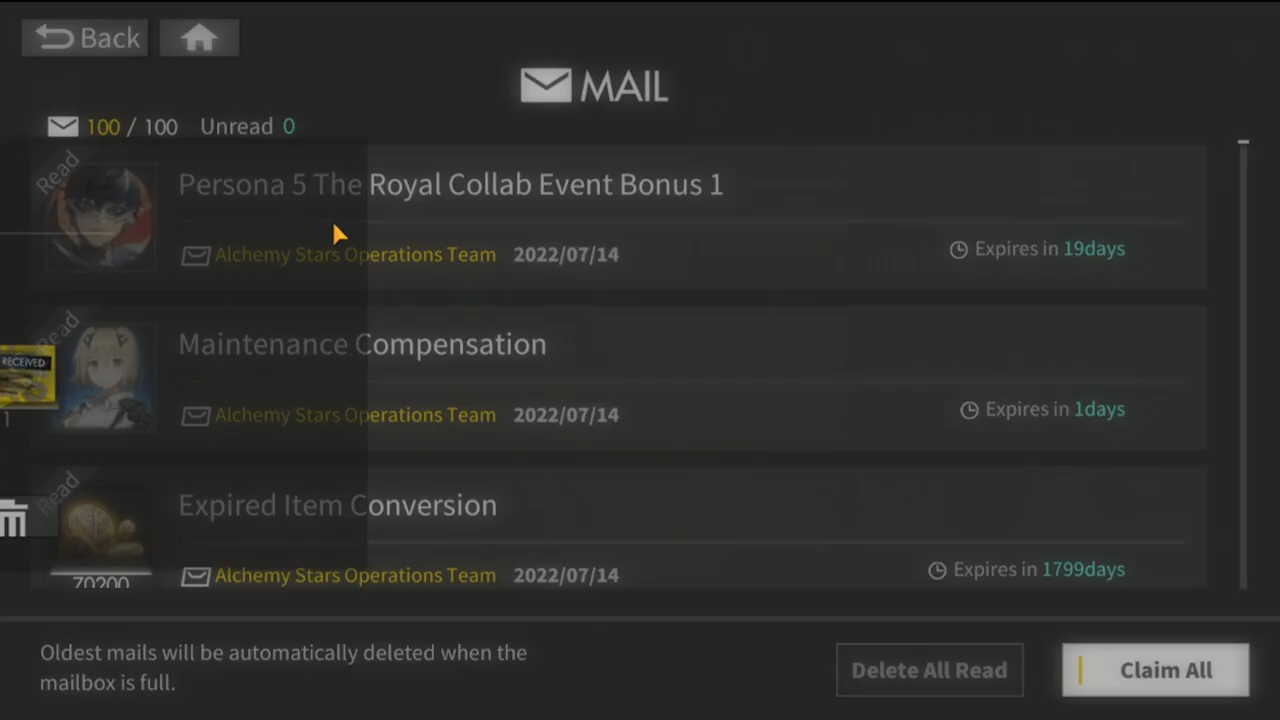 Back
MAIL
100 / 100 Unread 0
Read
Persona 5 The Royal Collab Event Bonus 1
Alchemy Stars Operations Team 2022/07/14
Expires in 19days
Read
Maintenance Compensation
RECEIVED
1
Alchemy Stars Operations Team 2022/07/14
Expires in 1days
Read
Expired Item Conversion
70200
Alchemy Stars Operations Team 2022/07/14
Expires in 1799days
Oldest mails will be automatically deleted when the
mailbox is full.
Delete All Read
Claim All